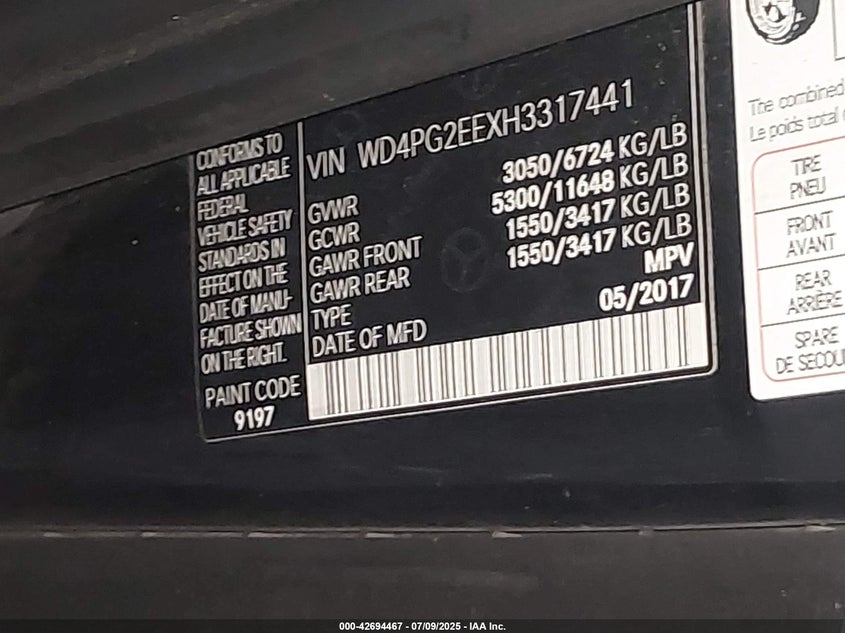 CONFORMS TO
ALL APPLICABLE
FEDERAL
VEHICLE SAFETY
STANDARDS IN
EFFECT ON THE
DATE OF MANU-
FACTURE SHOWN
ON THE RIGHT.
PAINT CODE
9197
VIN WD4PG2EEXH3317441
GVWR 3050/6724 KG/LB
GCWR 5300/11648 KG/LB
GAWR FRONT 1550/3417 KG/LB
GAWR REAR 1550/3417 KG/LB
TYPE MPV
DATE OF MFD 05/2017
The combined
Le poids total
TIRE
PNEU
FRONT
AVANT
REAR
ARRIÈRE
SPARE
DE SECOU
000-42694467 - 07/09/2025 - IAA Inc.